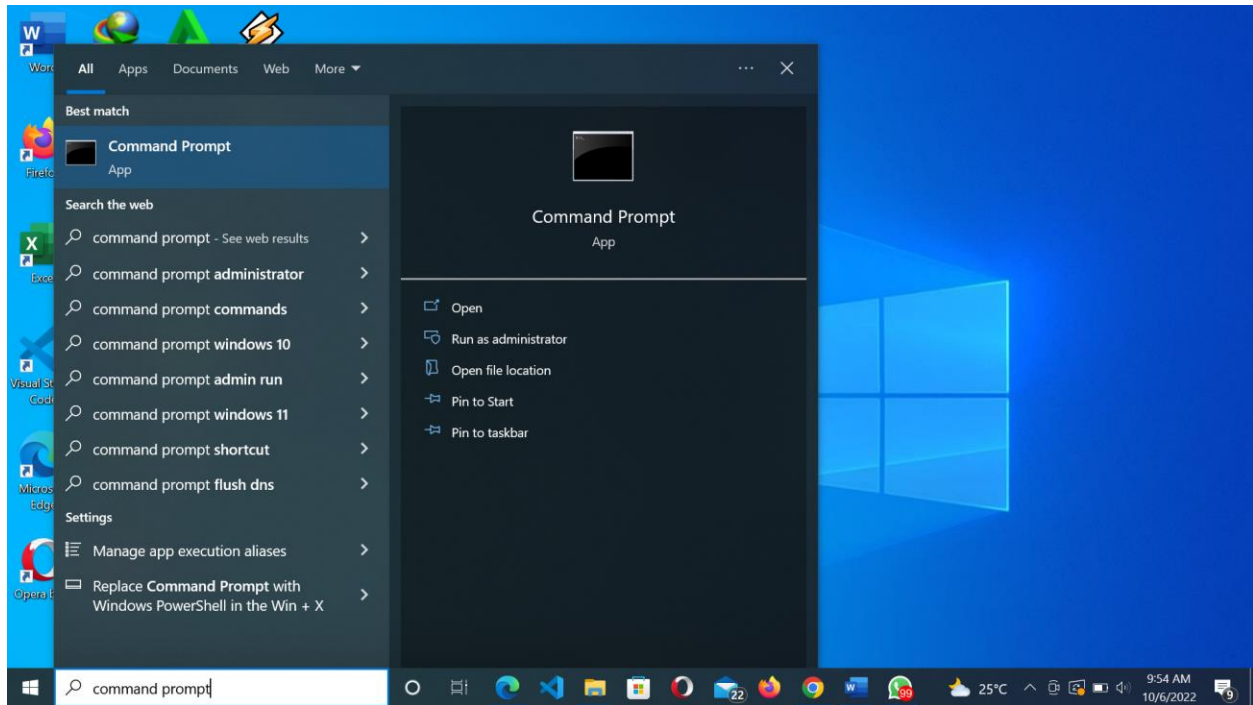 W
Word
All Apps Documents Web More
Best match
Command Prompt
App
Search the web
command prompt - See web results
command prompt administrator
command prompt commands
command prompt windows 10
command prompt admin run
command prompt windows 11
command prompt shortcut
command prompt flush dns
Settings
Manage app execution aliases
Replace Command Prompt with
Windows PowerShell in the Win + X
Command Prompt
App
Open
Run as administrator
Open file location
Pin to Start
Pin to taskbar
Firefo
X
Exce
Visual St
Code
Micros
Edge
Opera
command prompt
22
W
99
25°C
9:54 AM
10/6/2022
9